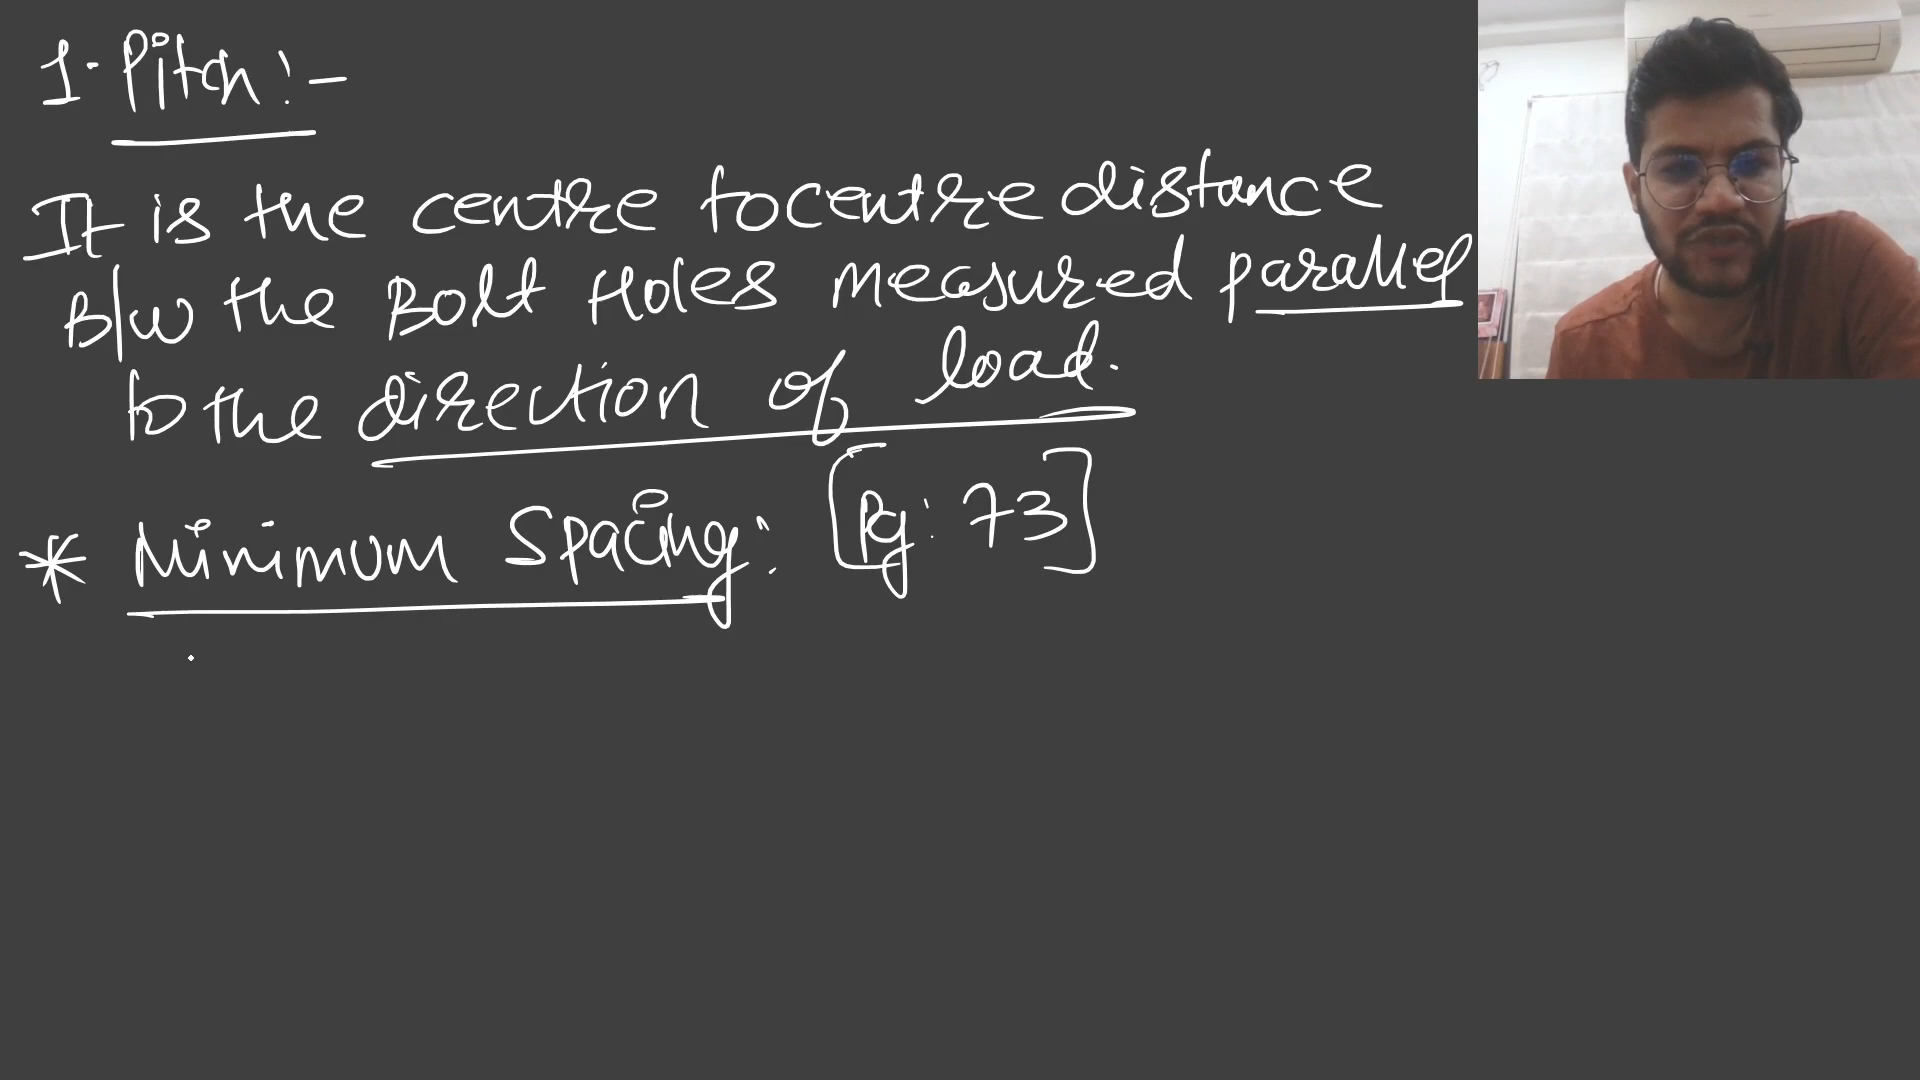 1. Pitch :-
It is the centre to centre distance
B/w the Bolt Holes measured parallel
to the direction of load.
* Minimum Spacing: [Pg: 73]